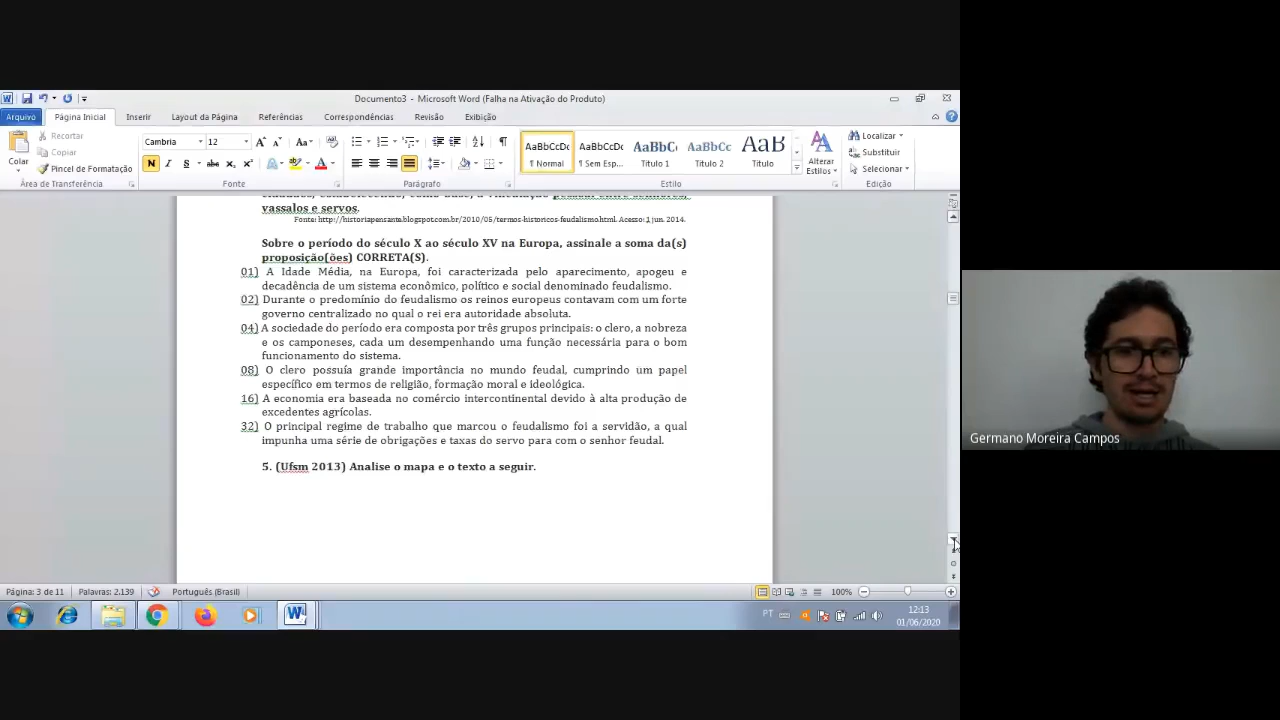 Documento3 - Microsoft Word (Falha na Ativação do Produto)
Arquivo
Página Inicial
Inserir
Layout da Página
Referências
Correspondências
Revisão
Exibição
Colar
Recortar
Copiar
Pincel de Formatação
Área de Transferência
Cambria
12
Fonte
Parágrafo
AaBbCcDc
¶ Normal
AaBbCcDc
¶ Sem Esp...
AaBbC
Título 1
AaBbCc
Título 2
AaB
Título
Alterar
Estilos
Estilo
Localizar
Substituir
Selecionar
Edição
vassalos e servos.
Fonte: http://historiapensante.blogspot.com.br/2010/05/termos-historicos-feudalismo.html. Acesso: 1 jun. 2014.
Sobre o período do século X ao século XV na Europa, assinale a soma da(s)
proposição(ões) CORRETA(S).
01) A Idade Média, na Europa, foi caracterizada pelo aparecimento, apogeu e
decadência de um sistema econômico, político e social denominado feudalismo.
02) Durante o predomínio do feudalismo os reinos europeus contavam com um forte
governo centralizado no qual o rei era autoridade absoluta.
04) A sociedade do período era composta por três grupos principais: o clero, a nobreza
e os camponeses, cada um desempenhando uma função necessária para o bom
funcionamento do sistema.
08) O clero possuía grande importância no mundo feudal, cumprindo um papel
específico em termos de religião, formação moral e ideológica.
16) A economia era baseada no comércio intercontinental devido à alta produção de
excedentes agrícolas.
32) O principal regime de trabalho que marcou o feudalismo foi a servidão, a qual
impunha uma série de obrigações e taxas do servo para com o senhor feudal.
5. (Ufsm 2013) Analise o mapa e o texto a seguir.
Germano Moreira Campos
Página: 3 de 11
Palavras: 2.139
Português (Brasil)
100%
PT
12:13
01/06/2020